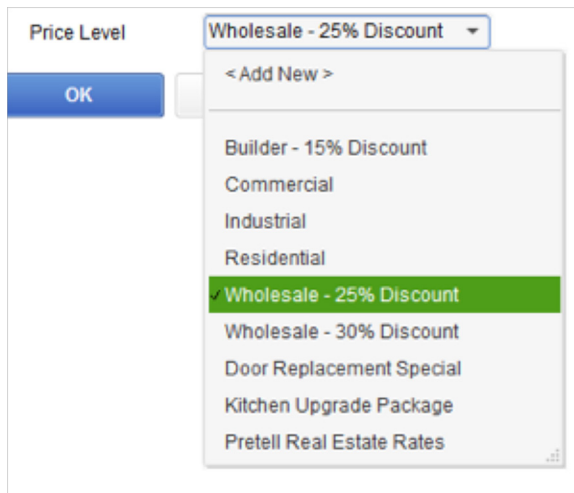 Price Level
Wholesale - 25% Discount
OK
< Add New >
Builder - 15% Discount
Commercial
Industrial
Residential
✓ Wholesale - 25% Discount
Wholesale - 30% Discount
Door Replacement Special
Kitchen Upgrade Package
Pretell Real Estate Rates